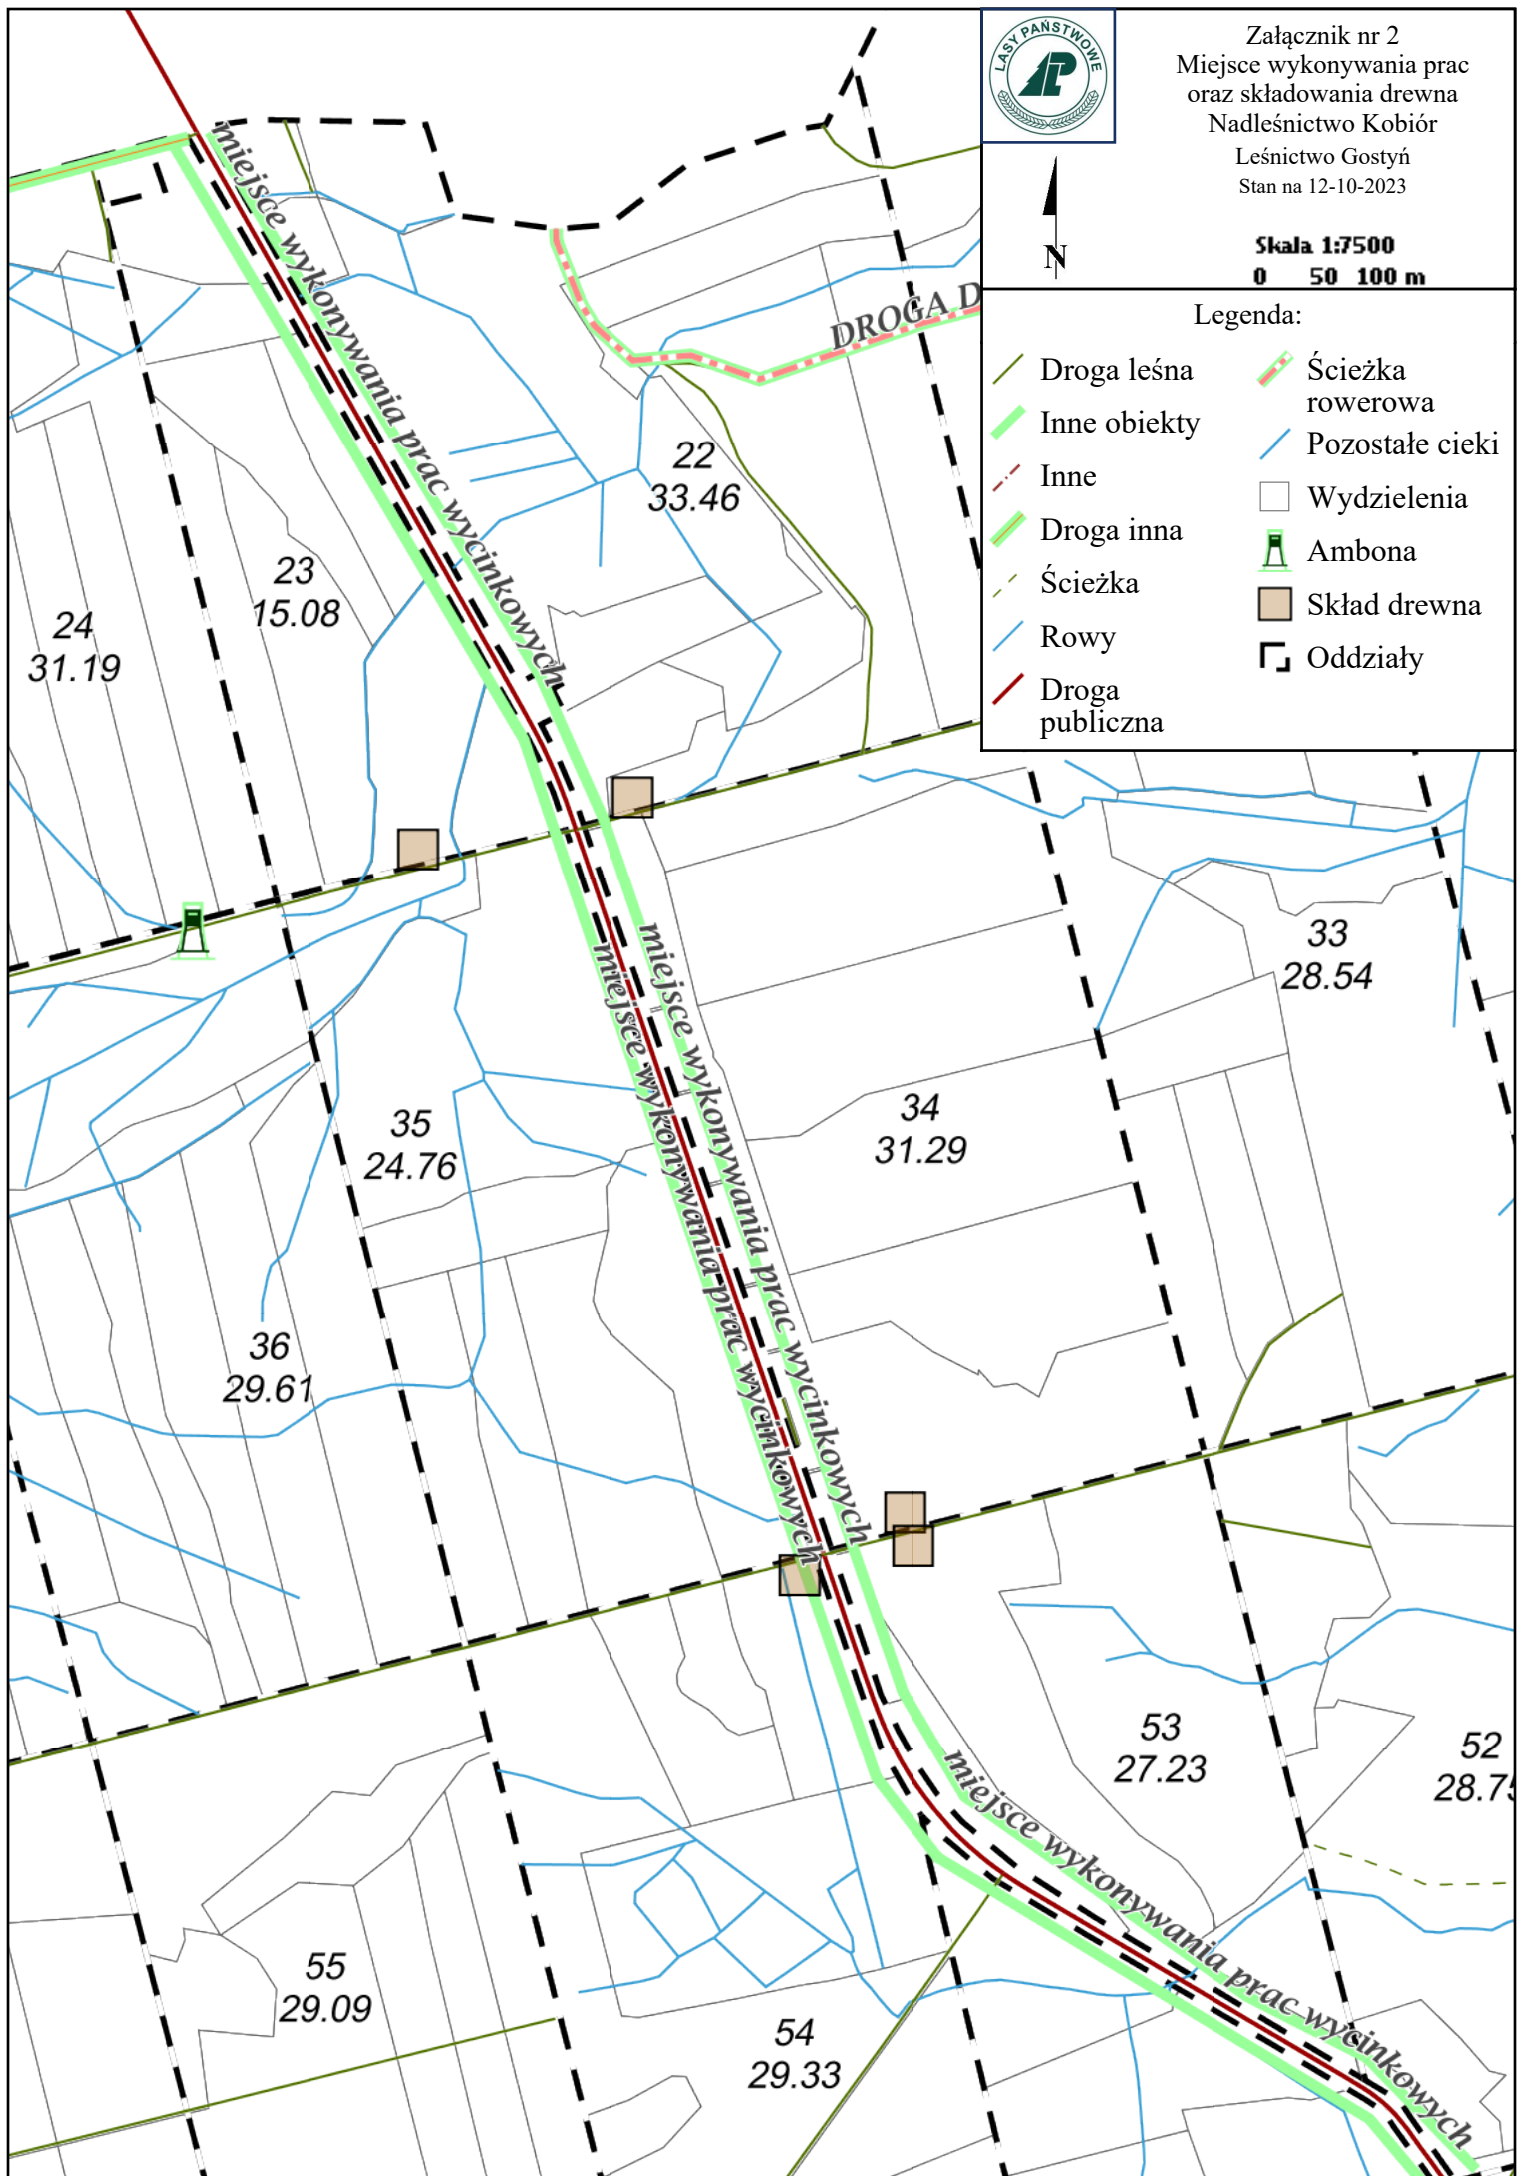 LASY PAŃSTWOWE
Załącznik nr 2
Miejsce wykonywania prac
oraz składowania drewna
Nadleśnictwo Kobiór
Leśnictwo Gostyń
Stan na 12-10-2023
N
Skala 1:7500
0 50 100 m
Legenda:
Droga leśna
Inne obiekty
Inne
Droga inna
Ścieżka
Rowy
Droga
publiczna
Ścieżka
rowerowa
Pozostałe cieki
Wydzielenia
Ambona
Skład drewna
Oddziały
miejsce wykonywania prac wycinkowych
DROGA D
22
33.46
23
15.08
24
31.19
33
28.54
miejsce wykonywania prac wycinkowych
miejsce wykonywania prac wycinkowych
34
31.29
35
24.76
36
29.61
53
27.23
52
28.75
miejsce wykonywania prac wycinkowych
55
29.09
54
29.33